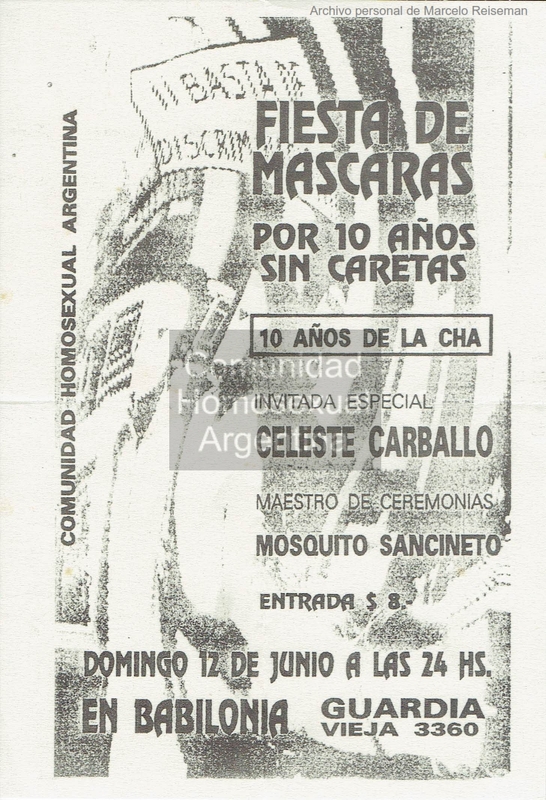 Archivo personal de Marcelo Reiseman
¡¡ BASTA
DISCRIM
COMUNIDAD HOMOSEXUAL ARGENTINA
FIESTA DE
MASCARAS
POR 10 AÑOS
SIN CARETAS
10 AÑOS DE LA CHA
Comunidad
Homosexual
Argentina
INVITADA ESPECIAL
CELESTE CARBALLO
MAESTRO DE CEREMONIAS
MOSQUITO SANCINETO
ENTRADA $ 8.-
DOMINGO 12 DE JUNIO A LAS 24 HS.
EN BABILONIA
GUARDIA
VIEJA 3360